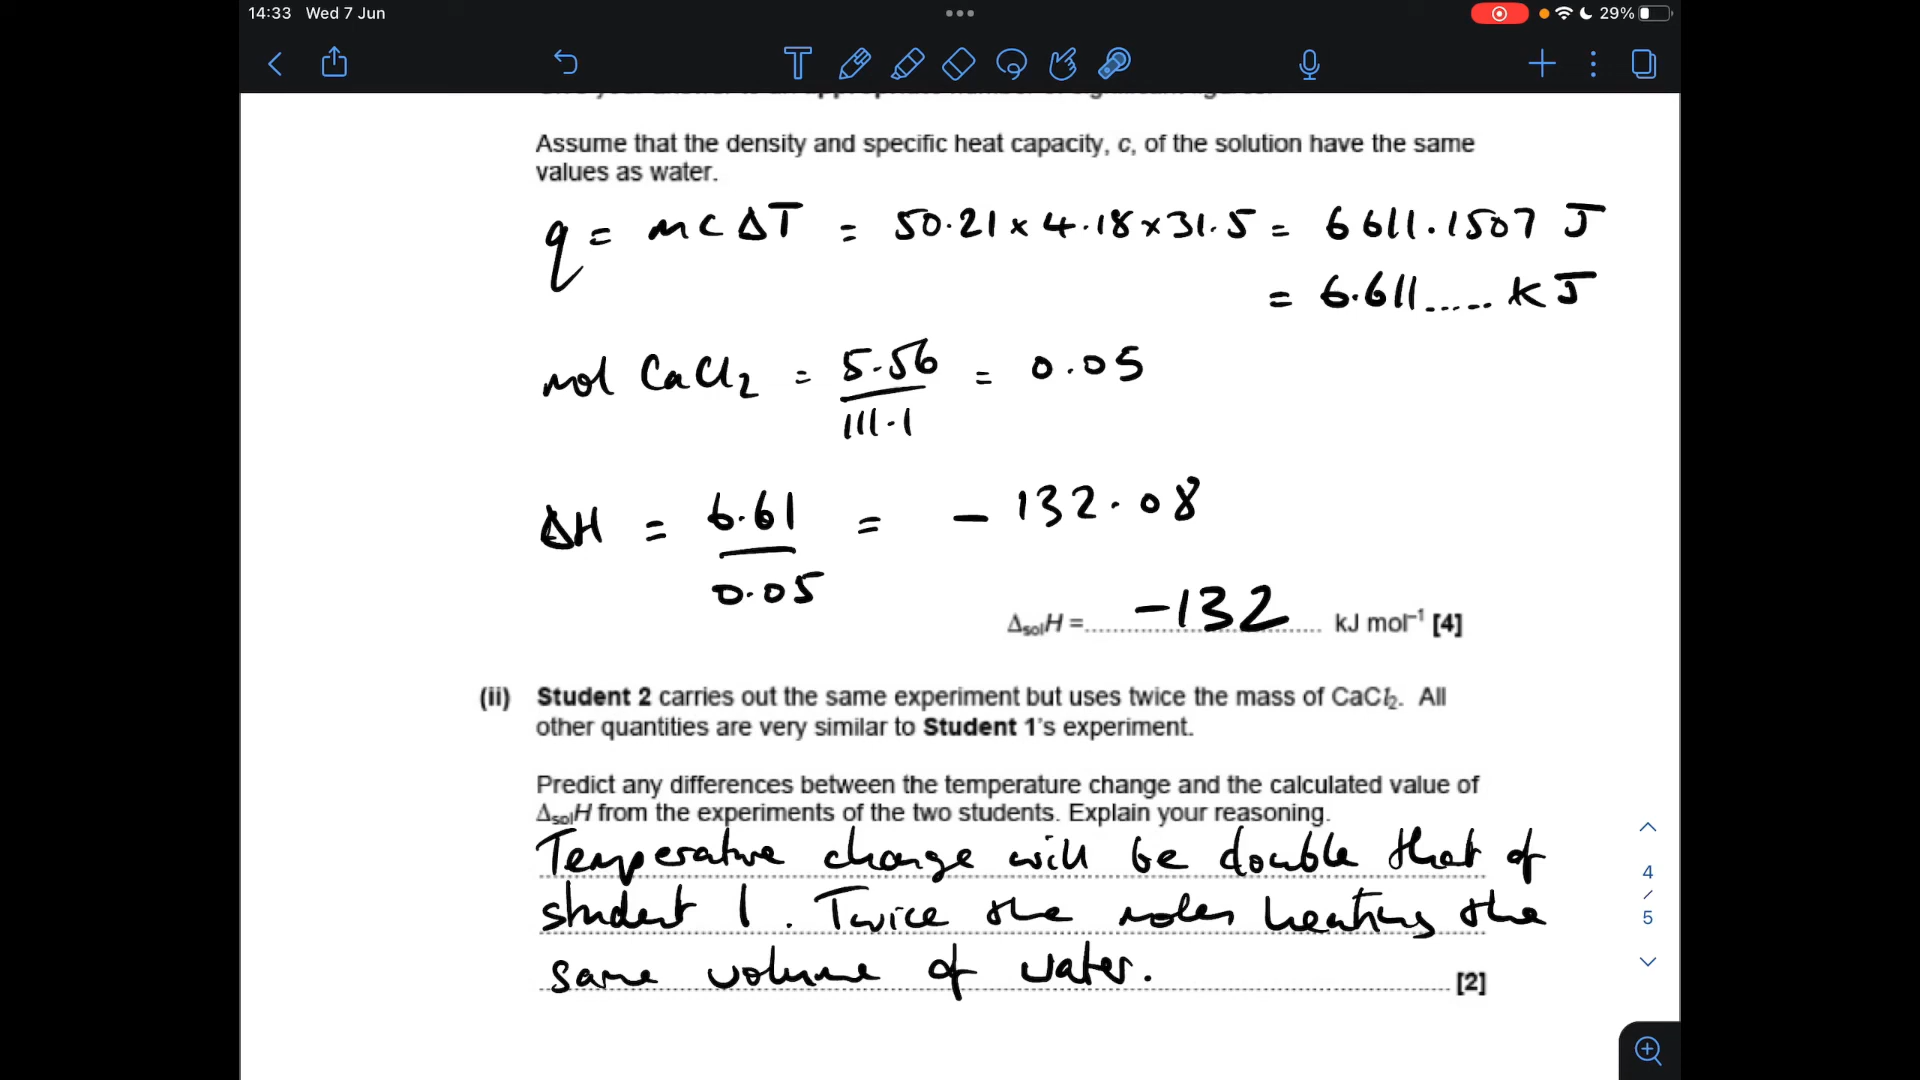 14:33 Wed 7 Jun
29%
Assume that the density and specific heat capacity, c, of the solution have the same
values as water.
q = mcΔT = 50.21 × 4.18 × 31.5 = 6611.1507 J
= 6.611..... kJ
mol CaCl2 = 5.56 / 111.1 = 0.05
ΔH = 6.61 / 0.05 = - 132.08
ΔsolH = -132 kJ mol⁻¹ [4]
(ii) Student 2 carries out the same experiment but uses twice the mass of CaCl2. All
other quantities are very similar to Student 1's experiment.
Predict any differences between the temperature change and the calculated value of
ΔsolH from the experiments of the two students. Explain your reasoning.
Temperature change will be double that of
student 1. Twice the moles heating the
same volume of water.
[2]
4
/
5